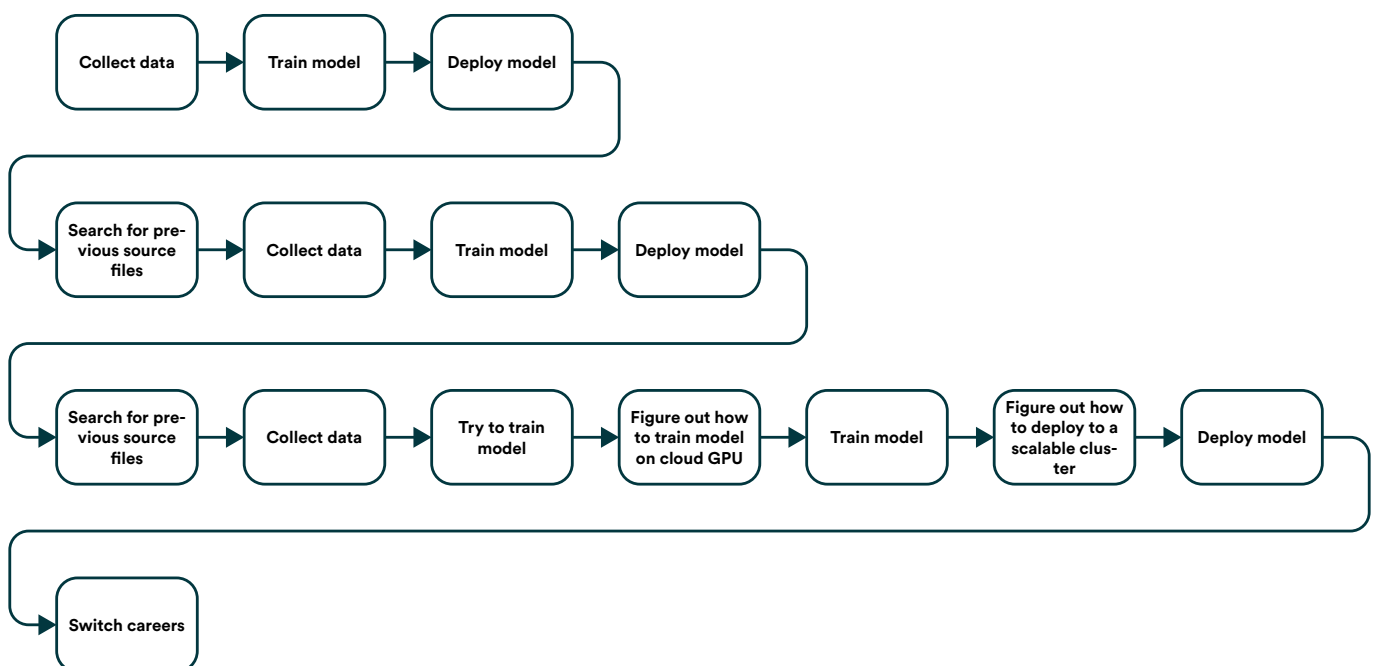 Collect data
Train model
Deploy model
Search for pre-
vious source
files
Collect data
Train model
Deploy model
Search for pre-
vious source
files
Collect data
Try to train
model
Figure out how
to train model
on cloud GPU
Train model
Figure out how
to deploy to a
scalable clus-
ter
Deploy model
Switch careers